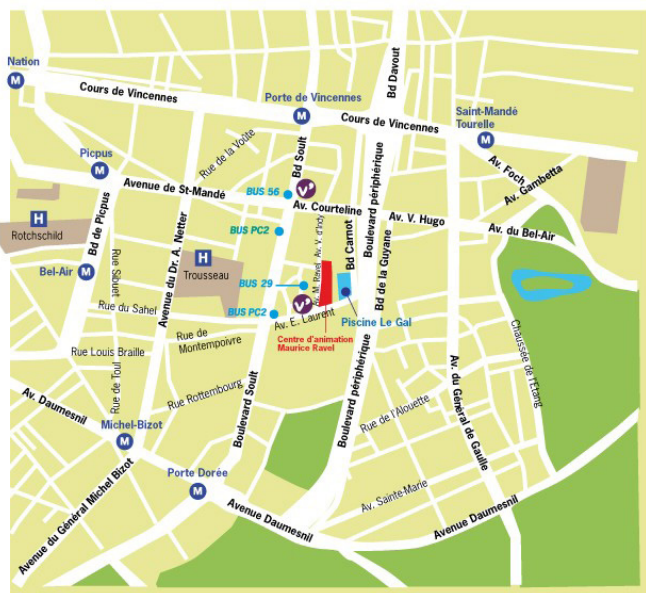 Nation
M
Cours de Vincennes
Porte de Vincennes
M
Bd Davout
Cours de Vincennes
Saint-Mandé
Tourelle
M
Picpus
M
Rue de la Voûte
Bd Soult
Av. Foch
Av. Gambetta
Avenue de St-Mandé
BUS 56
V'
Av. Courteline
Av. V. Hugo
Av. du Bel-Air
H
Rotchschild
Bd de Picpus
BUS PC2
Av. V. d'Indy
Bd Carnot
Boulevard périphérique
Bd de la Guyane
Bel-Air
M
Rue Sibuet
Avenue du Dr. A. Netter
H
Trousseau
BUS 29
Av. M. Ravel
V'
BUS PC2
Av. E. Laurent
Piscine Le Gal
Centre d'animation
Maurice Ravel
Rue du Sahel
Rue de
Montempoivre
Rue Louis Braille
Rue de Toul
Rue Rottembourg
Boulevard Soult
Boulevard périphérique
Chaussée de l'Etang
Av. du Général de Gaulle
Rue de l'Alouette
Av. Daumesnil
Michel-Bizot
M
Avenue du Général Michel Bizot
Porte Dorée
M
Av. Sainte-Marie
Avenue Daumesnil
Avenue Daumesnil